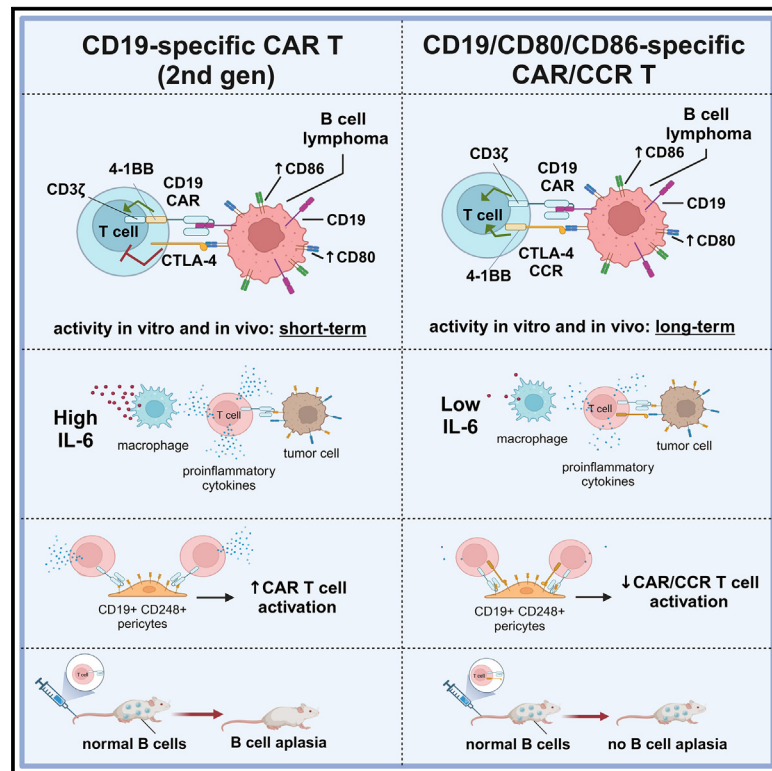 CD19-specific CAR T
(2nd gen)
CD19/CD80/CD86-specific
CAR/CCR T
B cell
lymphoma
↑CD86
4-1BB
CD19
CAR
CD3ζ
CD19
T cell
CTLA-4
↑CD80
activity in vitro and in vivo: short-term
B cell
lymphoma
↑CD86
CD3ζ
CD19
CAR
CD19
T cell
↑CD80
4-1BB
CTLA-4
CCR
activity in vitro and in vivo: long-term
High
IL-6
macrophage
T cell
proinflammatory
cytokines
tumor cell
Low
IL-6
macrophage
T cell
proinflammatory
cytokines
tumor cell
CD19+ CD248+
pericytes
↑CAR T cell
activation
CD19+ CD248+
pericytes
↓CAR/CCR T cell
activation
T cell
normal B cells
B cell aplasia
T cell
normal B cells
no B cell aplasia